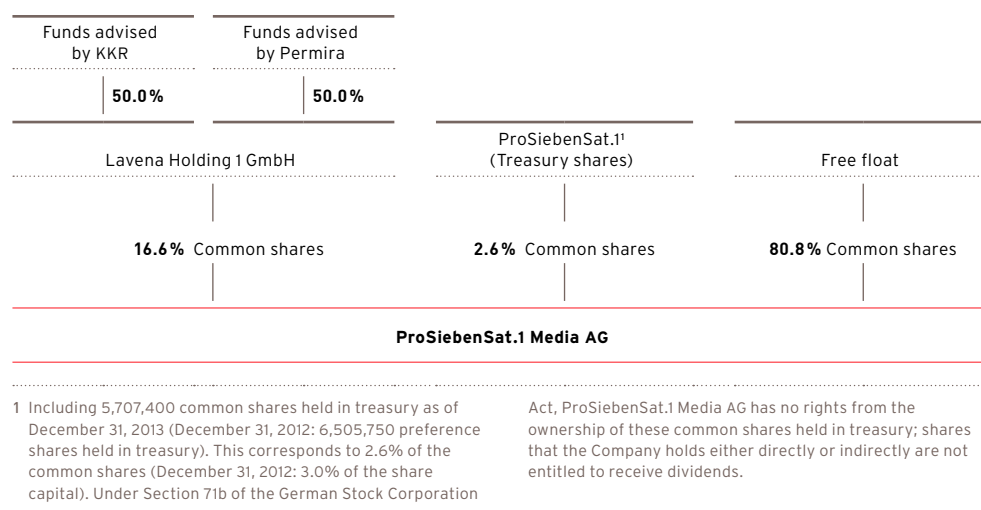 Funds advised
by KKR
Funds advised
by Permira
50.0%
50.0%
Lavena Holding 1 GmbH
ProSiebenSat.1¹
(Treasury shares)
Free float
16.6% Common shares
2.6% Common shares
80.8% Common shares
ProSiebenSat.1 Media AG
1 Including 5,707,400 common shares held in treasury as of
December 31, 2013 (December 31, 2012: 6,505,750 preference
shares held in treasury). This corresponds to 2.6% of the
common shares (December 31, 2012: 3.0% of the share
capital). Under Section 71b of the German Stock Corporation
Act, ProSiebenSat.1 Media AG has no rights from the
ownership of these common shares held in treasury; shares
that the Company holds either directly or indirectly are not
entitled to receive dividends.